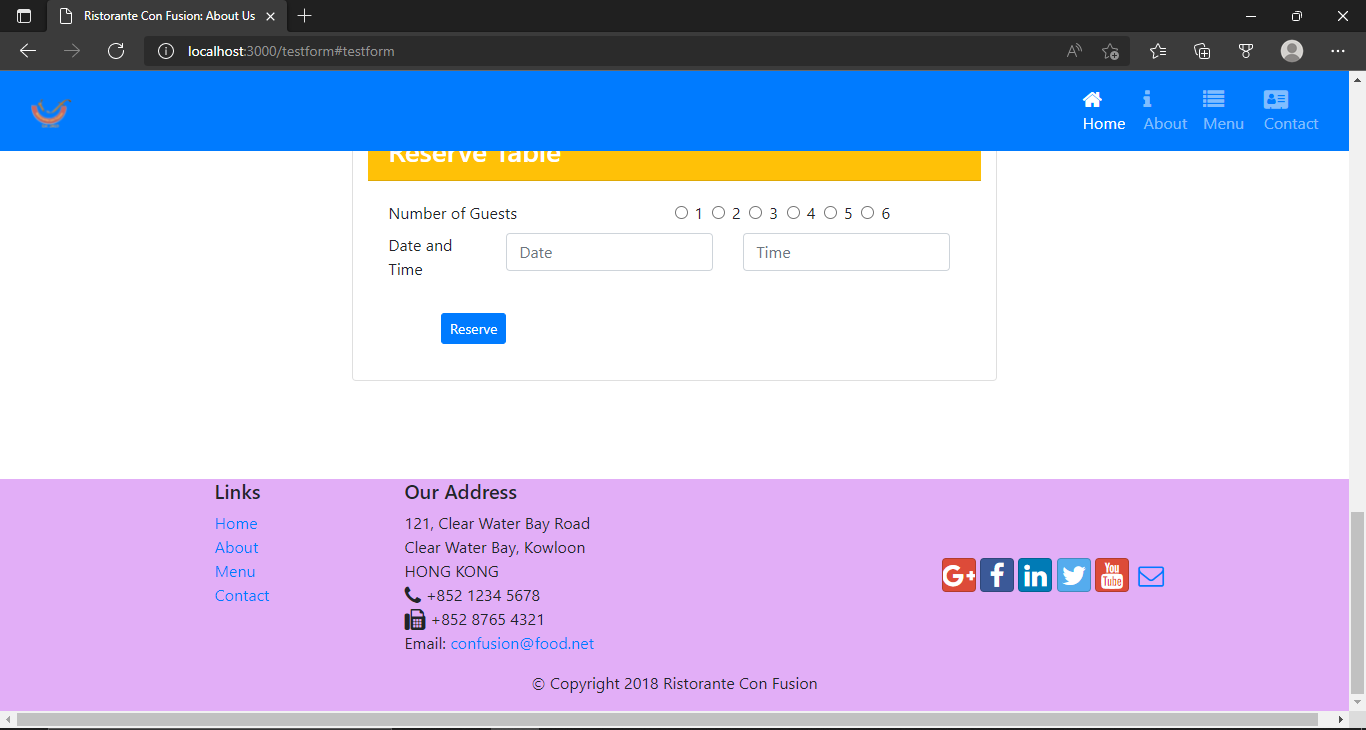 Ristorante Con Fusion: About Us
localhost:3000/testform#testform
Home About Menu Contact
Reserve Table
Number of Guests 1 2 3 4 5 6
Date and Time Date Time
Reserve
Links
Home
About
Menu
Contact
Our Address
121, Clear Water Bay Road
Clear Water Bay, Kowloon
HONG KONG
+852 1234 5678
+852 8765 4321
Email: confusion@food.net
G+ f in You Tube
© Copyright 2018 Ristorante Con Fusion